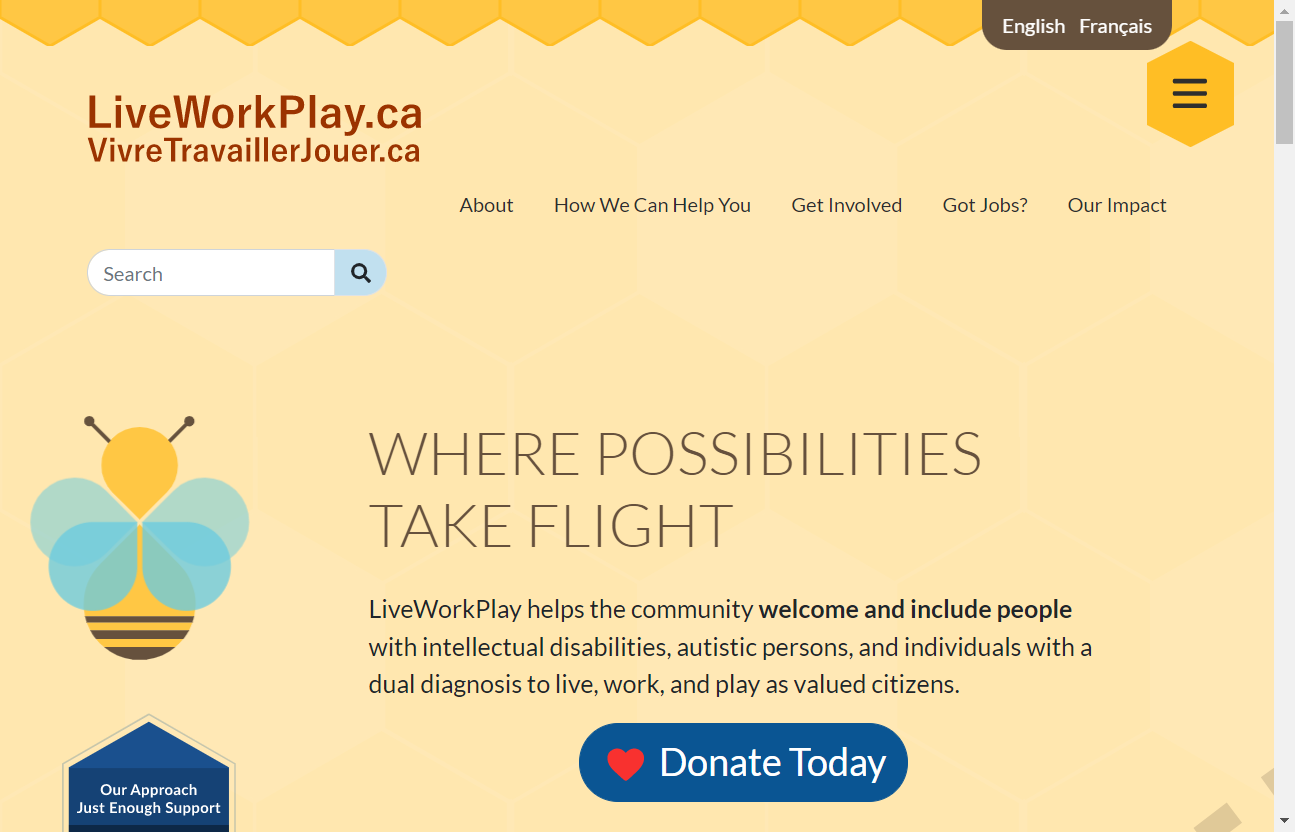 English Français
LiveWorkPlay.ca
VivreTravaillerJouer.ca
About How We Can Help You Get Involved Got Jobs? Our Impact
Search
WHERE POSSIBILITIES
TAKE FLIGHT
LiveWorkPlay helps the community welcome and include people
with intellectual disabilities, autistic persons, and individuals with a
dual diagnosis to live, work, and play as valued citizens.
Donate Today
Our Approach
Just Enough Support